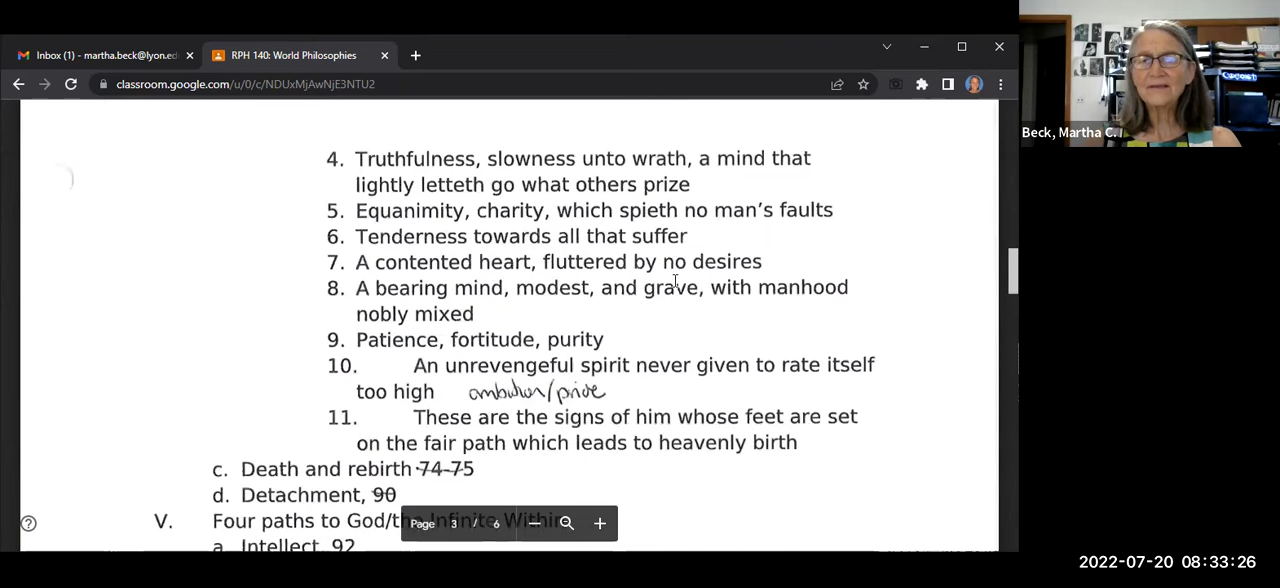 Inbox (1) - martha.beck@lyon.ed
RPH 140: World Philosophies
classroom.google.com/u/0/c/NDUxMjAwNjE3NTU2
Beck, Martha C.
4. Truthfulness, slowness unto wrath, a mind that
lightly letteth go what others prize
5. Equanimity, charity, which spieth no man's faults
6. Tenderness towards all that suffer
7. A contented heart, fluttered by no desires
8. A bearing mind, modest, and grave, with manhood
nobly mixed
9. Patience, fortitude, purity
10. An unrevengeful spirit never given to rate itself
too high ambition/pride
11. These are the signs of him whose feet are set
on the fair path which leads to heavenly birth
c. Death and rebirth 74-75
d. Detachment, 90
V. Four paths to God/the Infinite Within
a. Intellect, 92
Page 3 / 6
2022-07-20 08:33:26